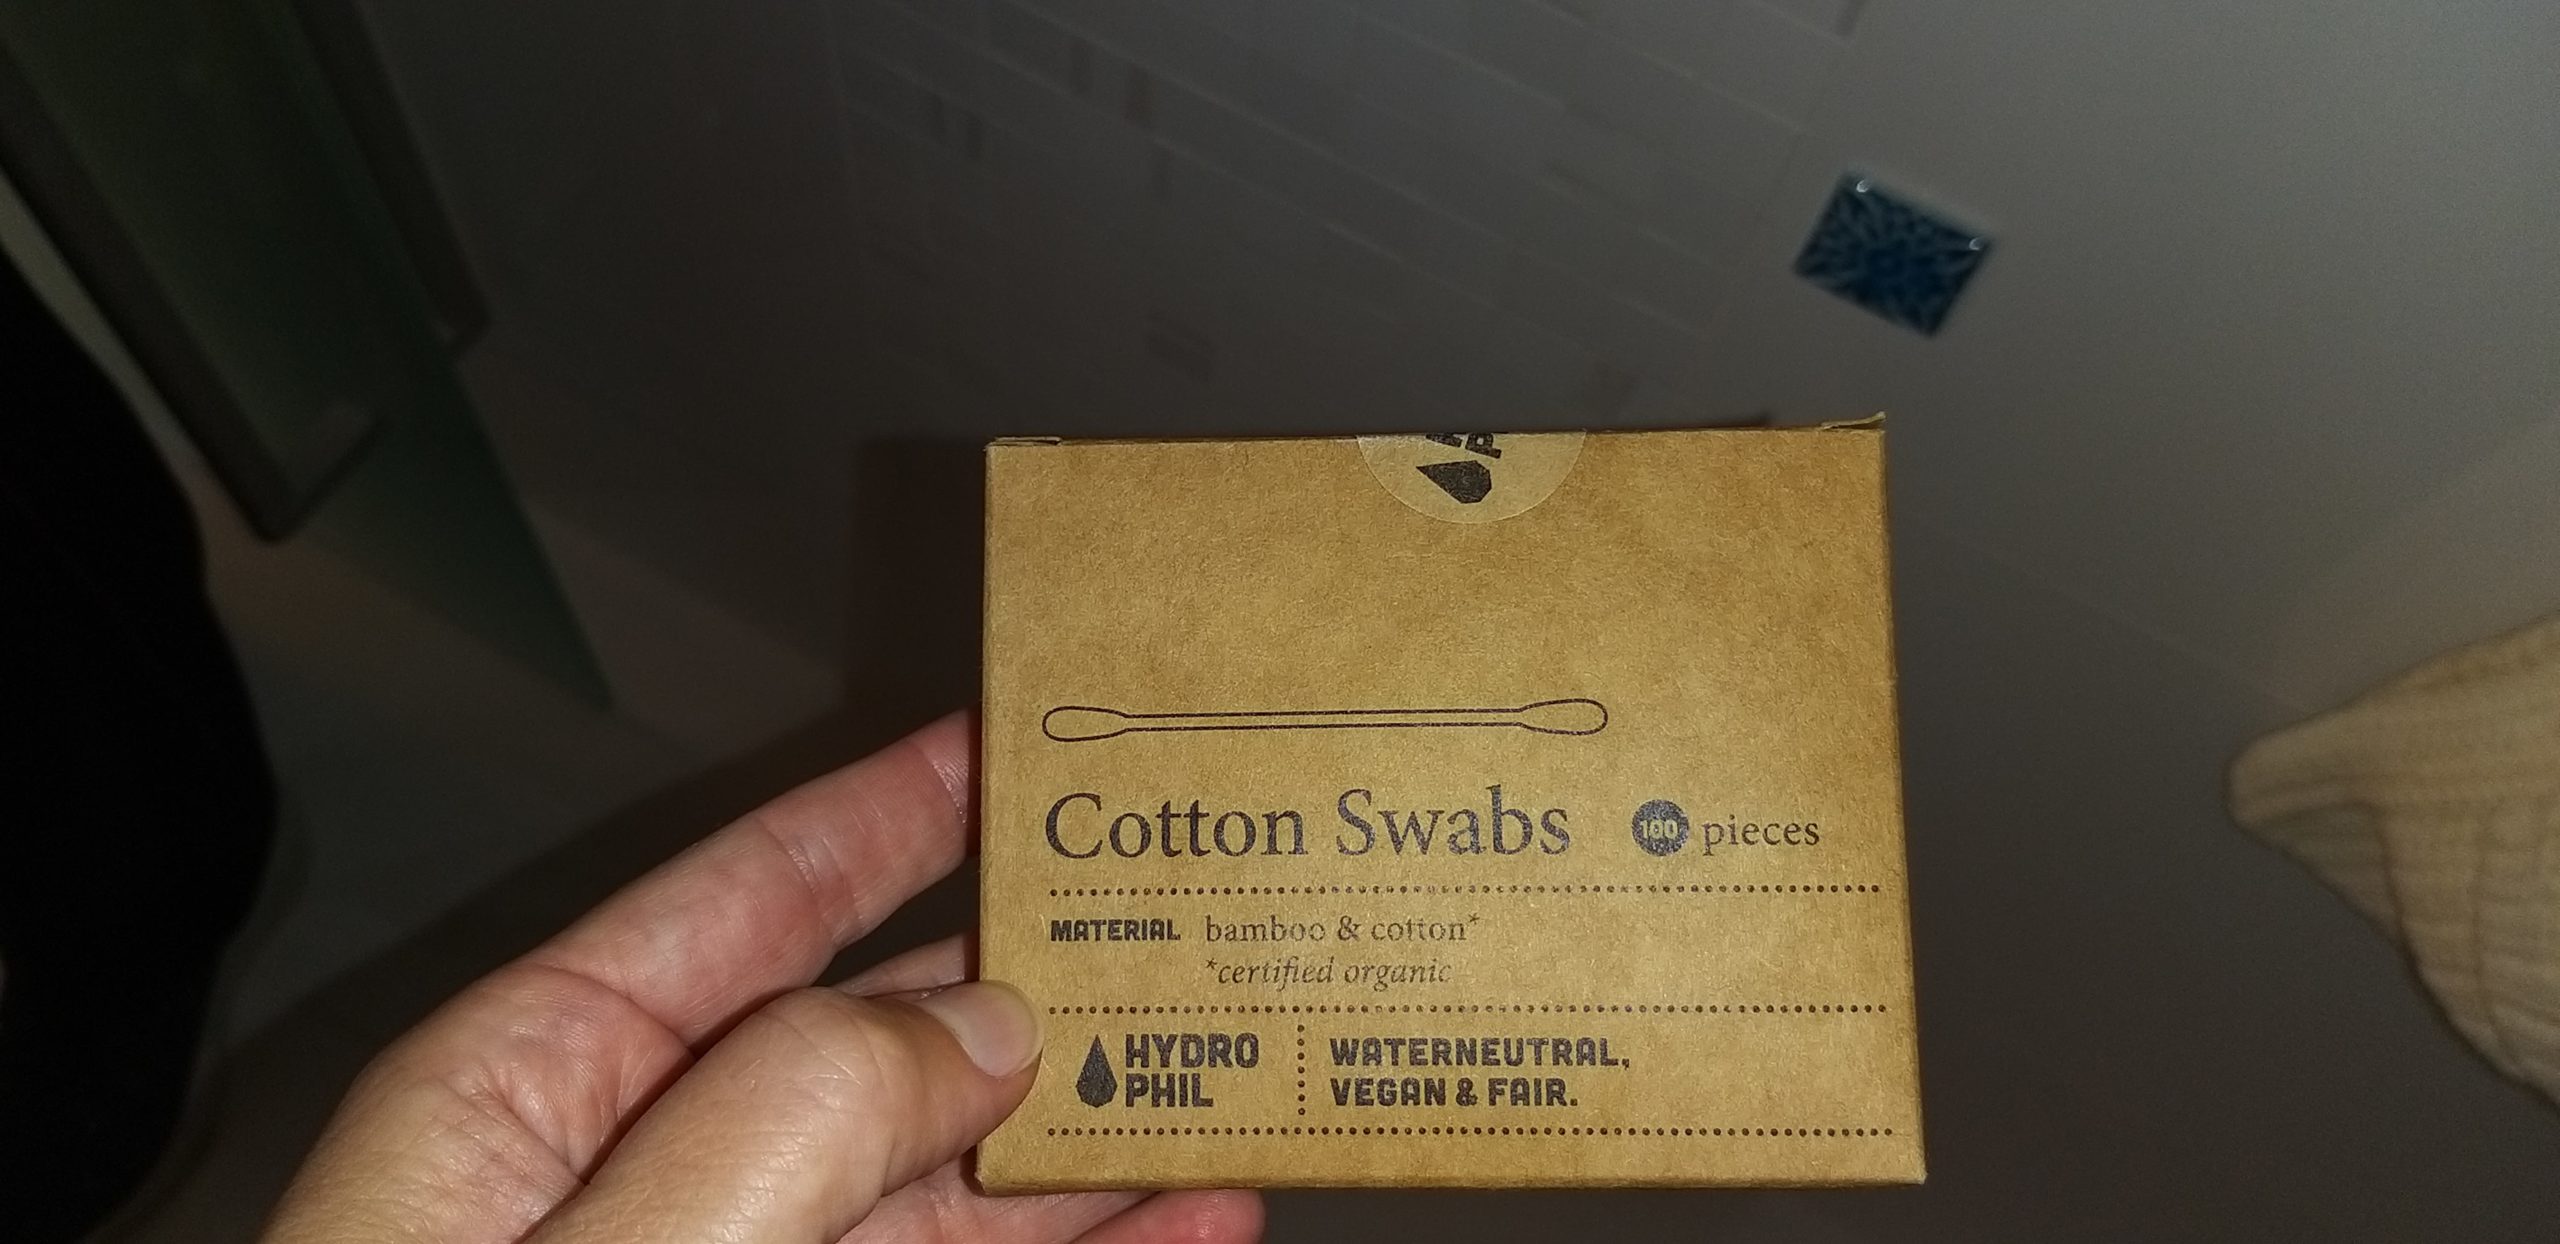 Cotton Swabs 100 pieces
MATERIAL bamboo & cotton*
*certified organic
HYDRO
PHIL
WATERNEUTRAL,
VEGAN & FAIR.